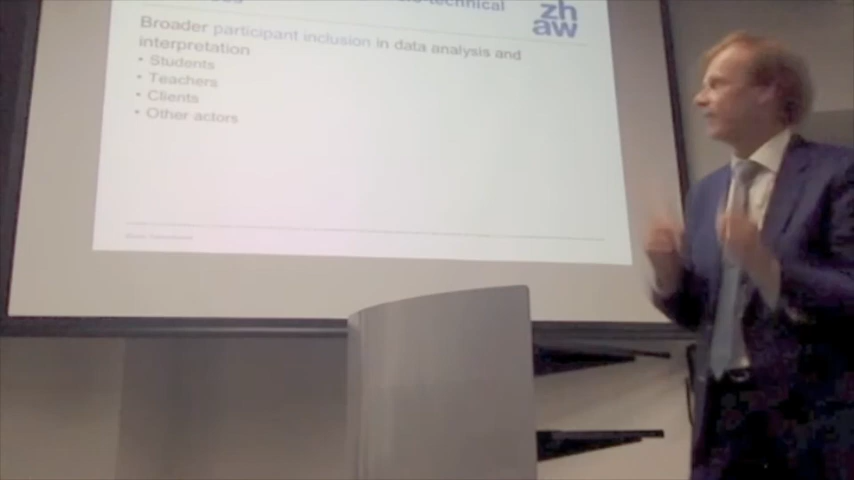 technical
zh
aw
Broader participant inclusion in data analysis and
interpretation
• Students
• Teachers
• Clients
• Other actors